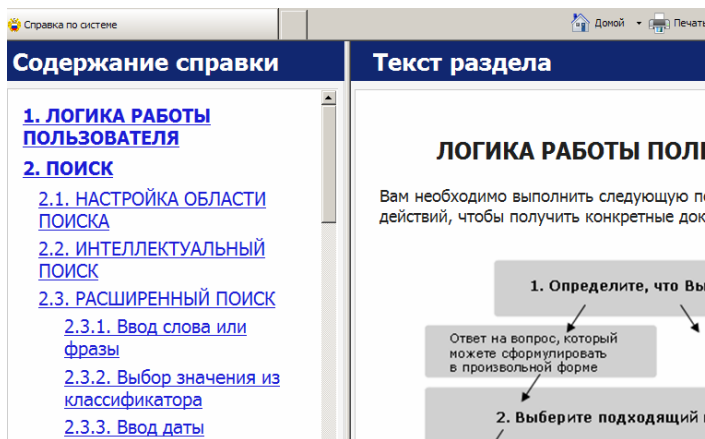 Справка по системе
Домой
Печать
Содержание справки
Текст раздела
1. ЛОГИКА РАБОТЫ
ПОЛЬЗОВАТЕЛЯ
2. ПОИСК
2.1. НАСТРОЙКА ОБЛАСТИ
ПОИСКА
2.2. ИНТЕЛЛЕКТУАЛЬНЫЙ
ПОИСК
2.3. РАСШИРЕННЫЙ ПОИСК
2.3.1. Ввод слова или
фразы
2.3.2. Выбор значения из
классификатора
2.3.3. Ввод даты
ЛОГИКА РАБОТЫ
Вам необходимо выполнить следующую
действий, чтобы получить конкретные
1. Определите, что
Ответ на вопрос, который
можете сформулировать
в произвольной форме
2. Выберите подходящий